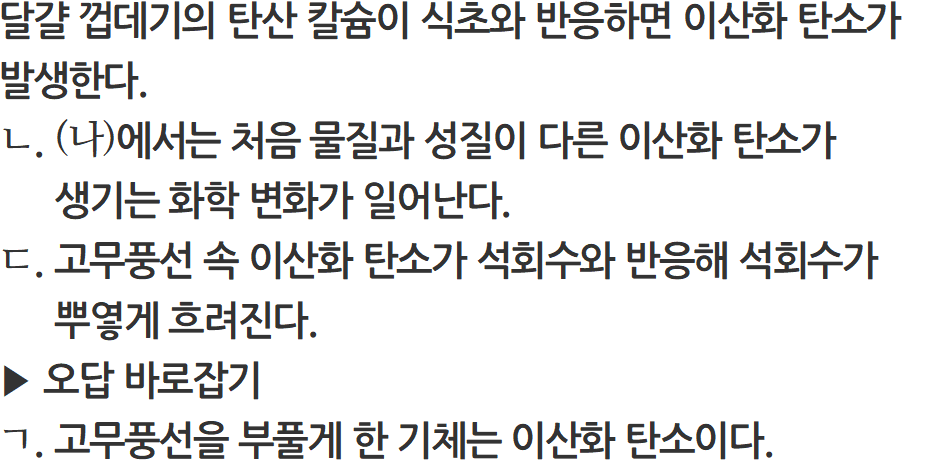 달걀 껍데기의 탄산 칼슘이 식초와 반응하면 이산화 탄소가
발생한다.
ㄴ. (나)에서는 처음 물질과 성질이 다른 이산화 탄소가
생기는 화학 변화가 일어난다.
ㄷ. 고무풍선 속 이산화 탄소가 석회수와 반응해 석회수가
뿌옇게 흐려진다.
▶ 오답 바로잡기
ㄱ. 고무풍선을 부풀게 한 기체는 이산화 탄소이다.